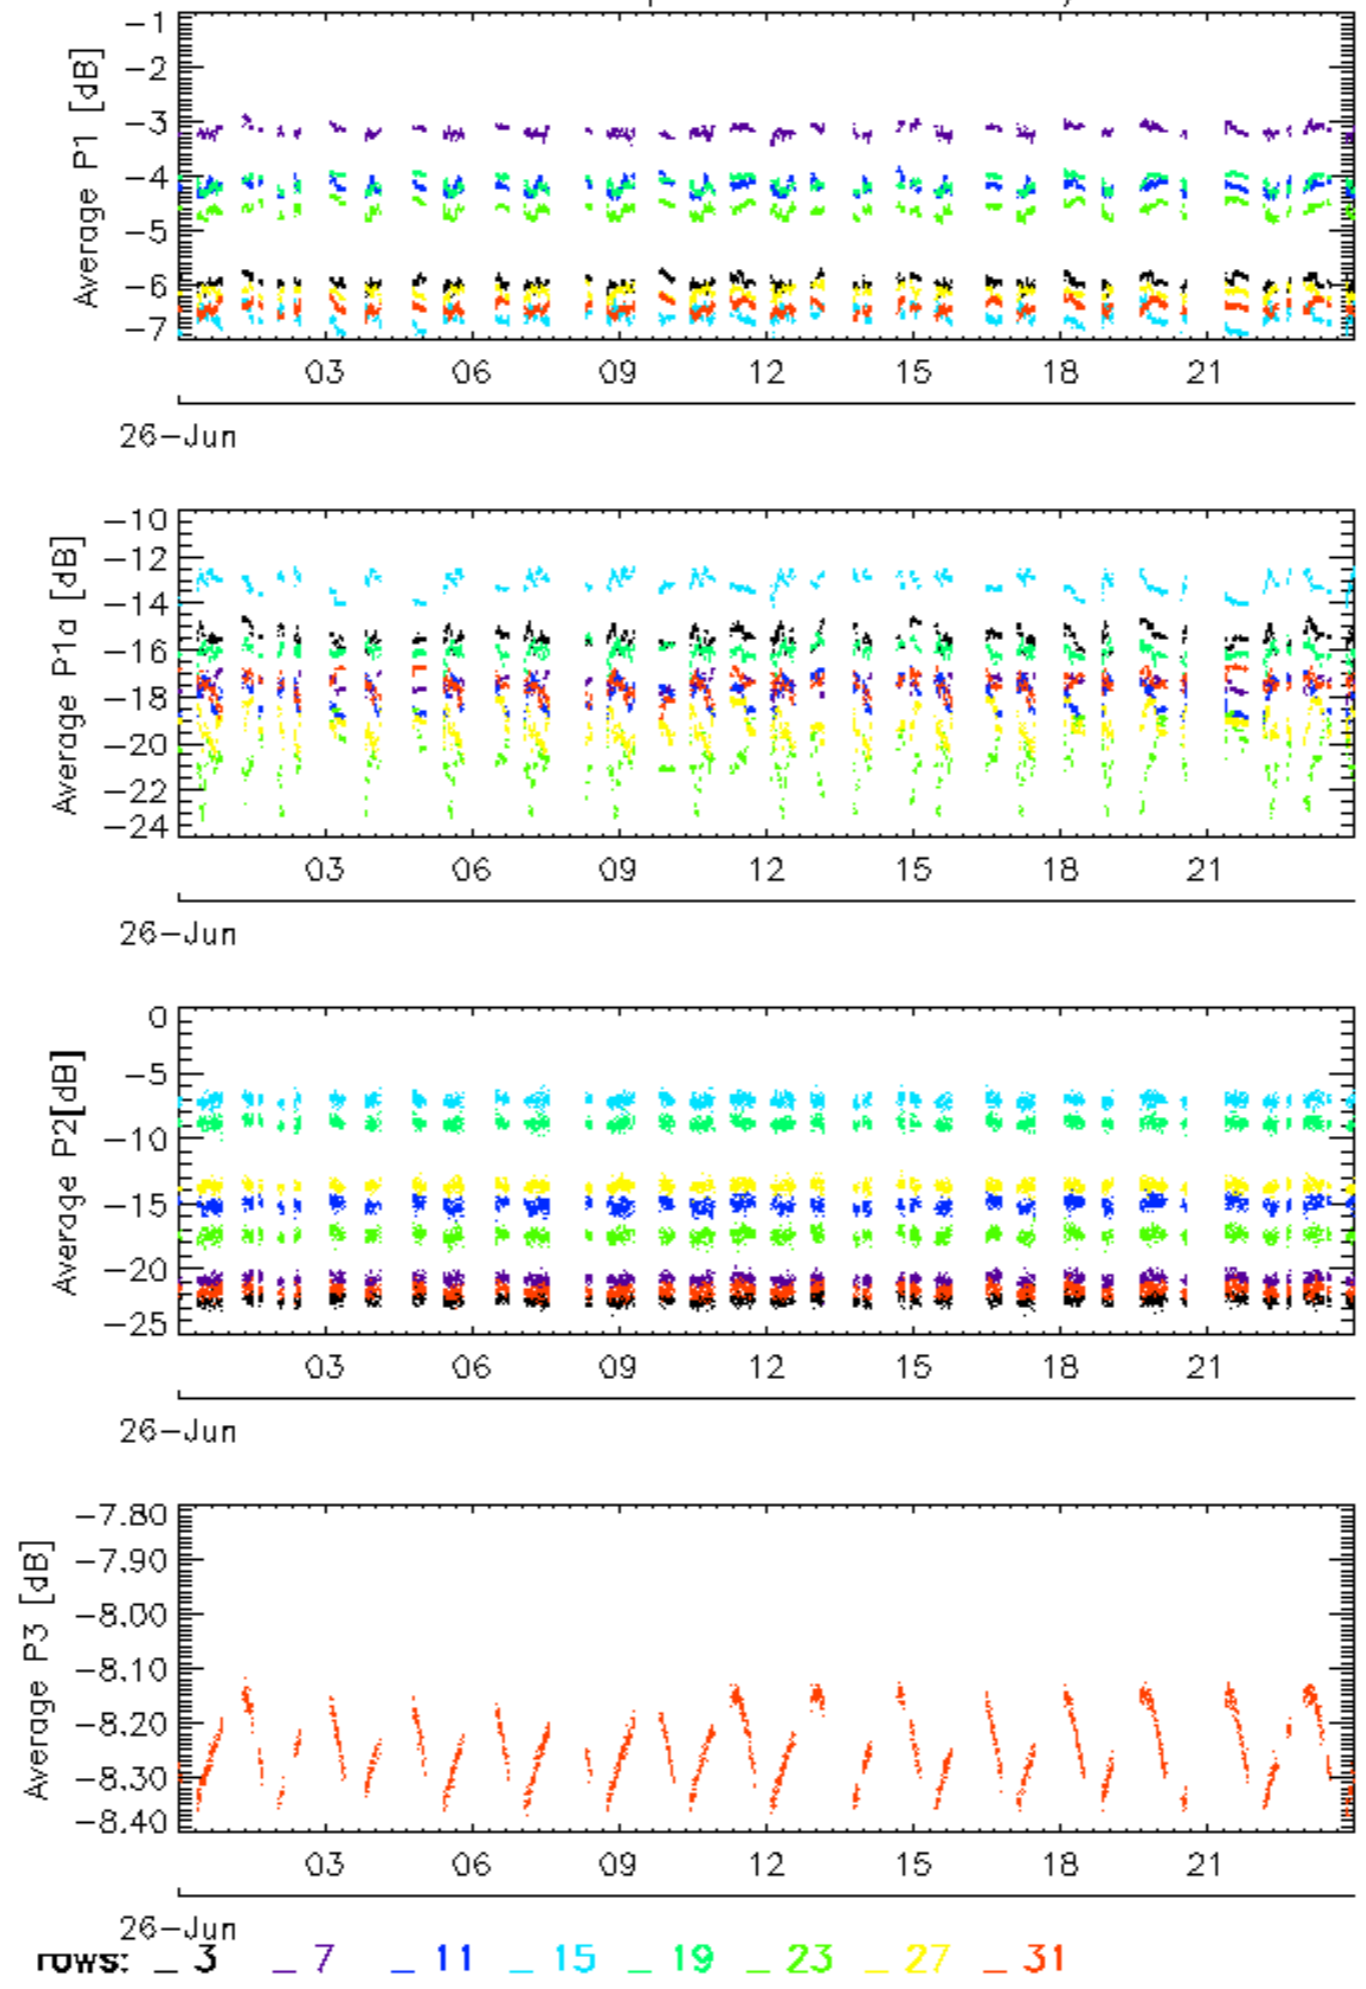 Average P1 [dB]
-1
-2
-3
-4
-5
-6
-7
03 06 09 12 15 18 21
26-Jun
Average P1a [dB]
-10
-12
-14
-16
-18
-20
-22
-24
03 06 09 12 15 18 21
26-Jun
Average P2[dB]
0
-5
-10
-15
-20
-25
03 06 09 12 15 18 21
26-Jun
Average P3 [dB]
-7.80
-7.90
-8.00
-8.10
-8.20
-8.30
-8.40
03 06 09 12 15 18 21
26-Jun
rows: _ 3 _ 7 _ 11 _ 15 _ 19 _ 23 _ 27 _ 31